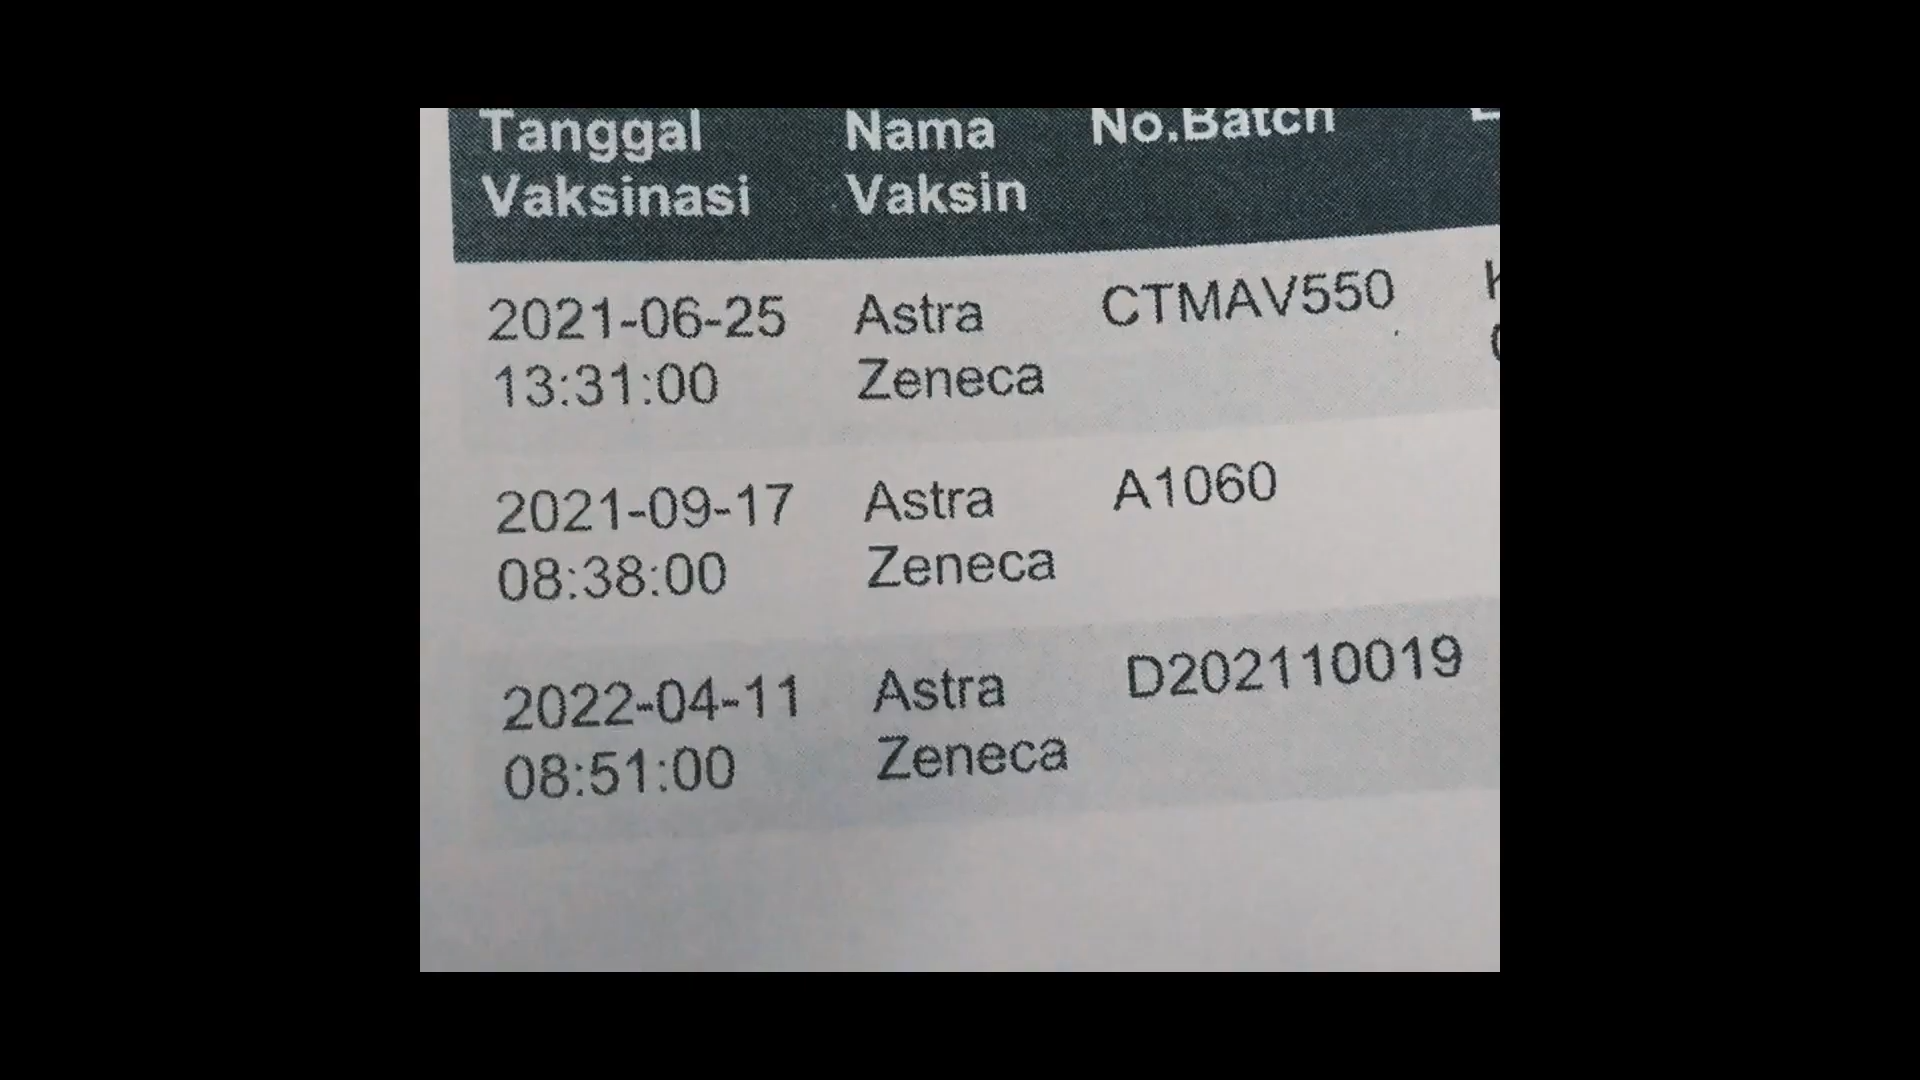 Tanggal Nama No.Batch
Vaksinasi Vaksin
2021-06-25 Astra CTMAV550
13:31:00 Zeneca
2021-09-17 Astra A1060
08:38:00 Zeneca
2022-04-11 Astra D202110019
08:51:00 Zeneca